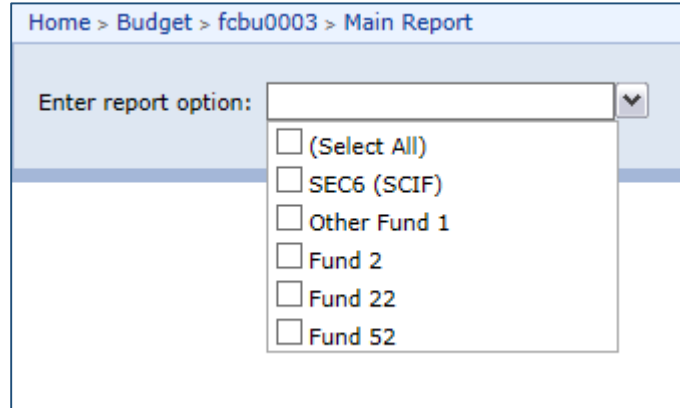 Home > Budget > fcbu0003 > Main Report
Enter report option:
(Select All)
SEC6 (SCIF)
Other Fund 1
Fund 2
Fund 22
Fund 52